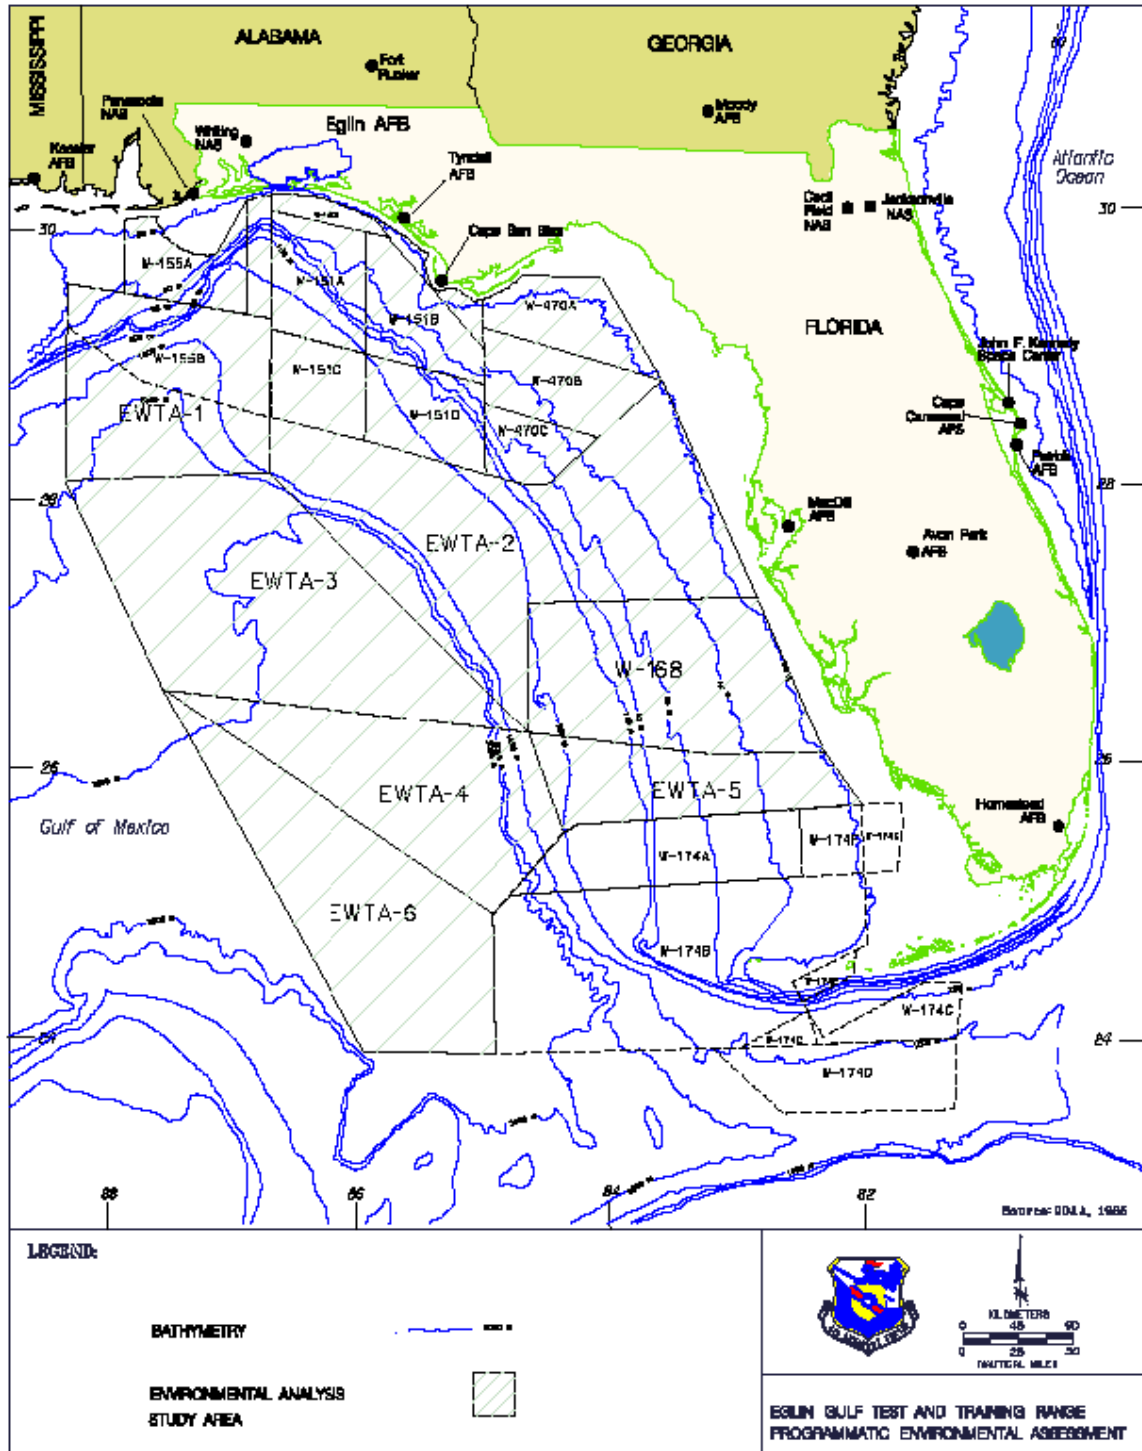 MISSISSIPPI
ALABAMA
GEORGIA
Fort
Rucker
Pensacola
NAS
Keesler
AFB
Whiting
NAS
Eglin AFB
Moody
AFB
Tyndall
AFB
Cape San Blas
Atlantic
Ocean
Cecil
Field
NAS
Jacksonville
NAS
30
30
FLORIDA
W-155A
W-151A
W-151B
W-470A
W-155B
W-151C
W-151D
W-470B
W-470C
John F. Kennedy
Space Center
Cape
Canaveral
AFS
Patrick
AFB
EWTA-1
28
28
MacDill
AFB
Avon Park
AFB
EWTA-2
EWTA-3
W-168
26
26
EWTA-4
EWTA-5
Homestead
AFB
Gulf of Mexico
W-174A
W-174F
EWTA-6
W-174B
W-174C
W-174D
24
24
88
86
84
82
LEGEND:
BATHYMETRY
ENVIRONMENTAL ANALYSIS
STUDY AREA
N
KILOMETERS
0 45 90
0 25 50
NAUTICAL MILES
EGLIN GULF TEST AND TRAINING RANGE
PROGRAMMATIC ENVIRONMENTAL ASSESSMENT